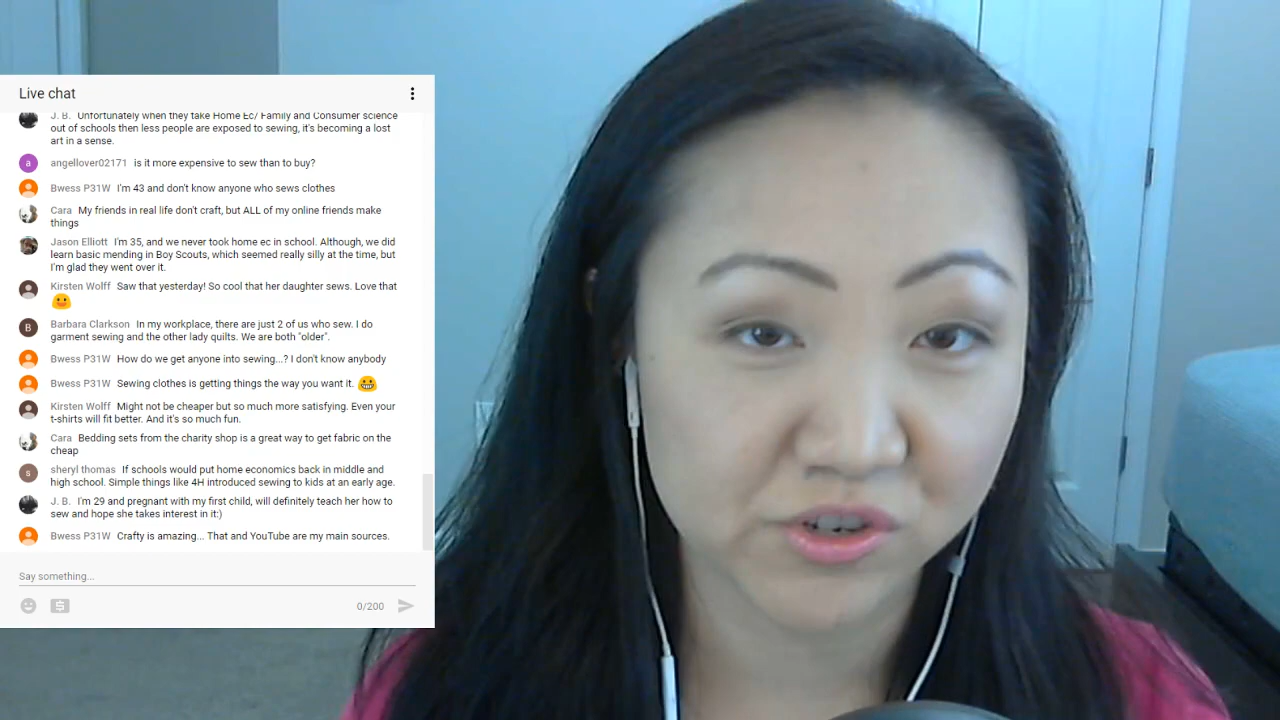 Live chat
J. B. Unfortunately when they take Home Ec/ Family and Consumer science
out of schools then less people are exposed to sewing, it's becoming a lost
art in a sense.
a angellover02171 is it more expensive to sew than to buy?
Bwess P31W I'm 43 and don't know anyone who sews clothes
Cara My friends in real life don't craft, but ALL of my online friends make
things
Jason Elliott I'm 35, and we never took home ec in school. Although, we did
learn basic mending in Boy Scouts, which seemed really silly at the time, but
I'm glad they went over it.
Kirsten Wolff Saw that yesterday! So cool that her daughter sews. Love that
B Barbara Clarkson In my workplace, there are just 2 of us who sew. I do
garment sewing and the other lady quilts. We are both "older".
Bwess P31W How do we get anyone into sewing...? I don't know anybody
Bwess P31W Sewing clothes is getting things the way you want it.
Kirsten Wolff Might not be cheaper but so much more satisfying. Even your
t-shirts will fit better. And it's so much fun.
Cara Bedding sets from the charity shop is a great way to get fabric on the
cheap
s sheryl thomas If schools would put home economics back in middle and
high school. Simple things like 4H introduced sewing to kids at an early age.
J. B. I'm 29 and pregnant with my first child, will definitely teach her how to
sew and hope she takes interest in it:)
Bwess P31W Crafty is amazing... That and YouTube are my main sources.
Say something...
$ 0/200